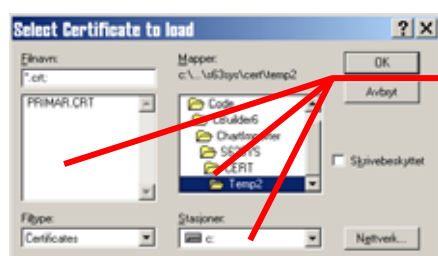 Select Certificate to load
Filnavn:
*.crt;
PRIMAR.CRT
Mapper:
c:\...\s63sys\cert\temp2
Code
CBuilder6
ChartImporter
S63SYS
CERT
Temp2
OK
Avbryt
Skrivebeskyttet
Filtype:
Certificates
Stasjoner:
c:
Nettverk...